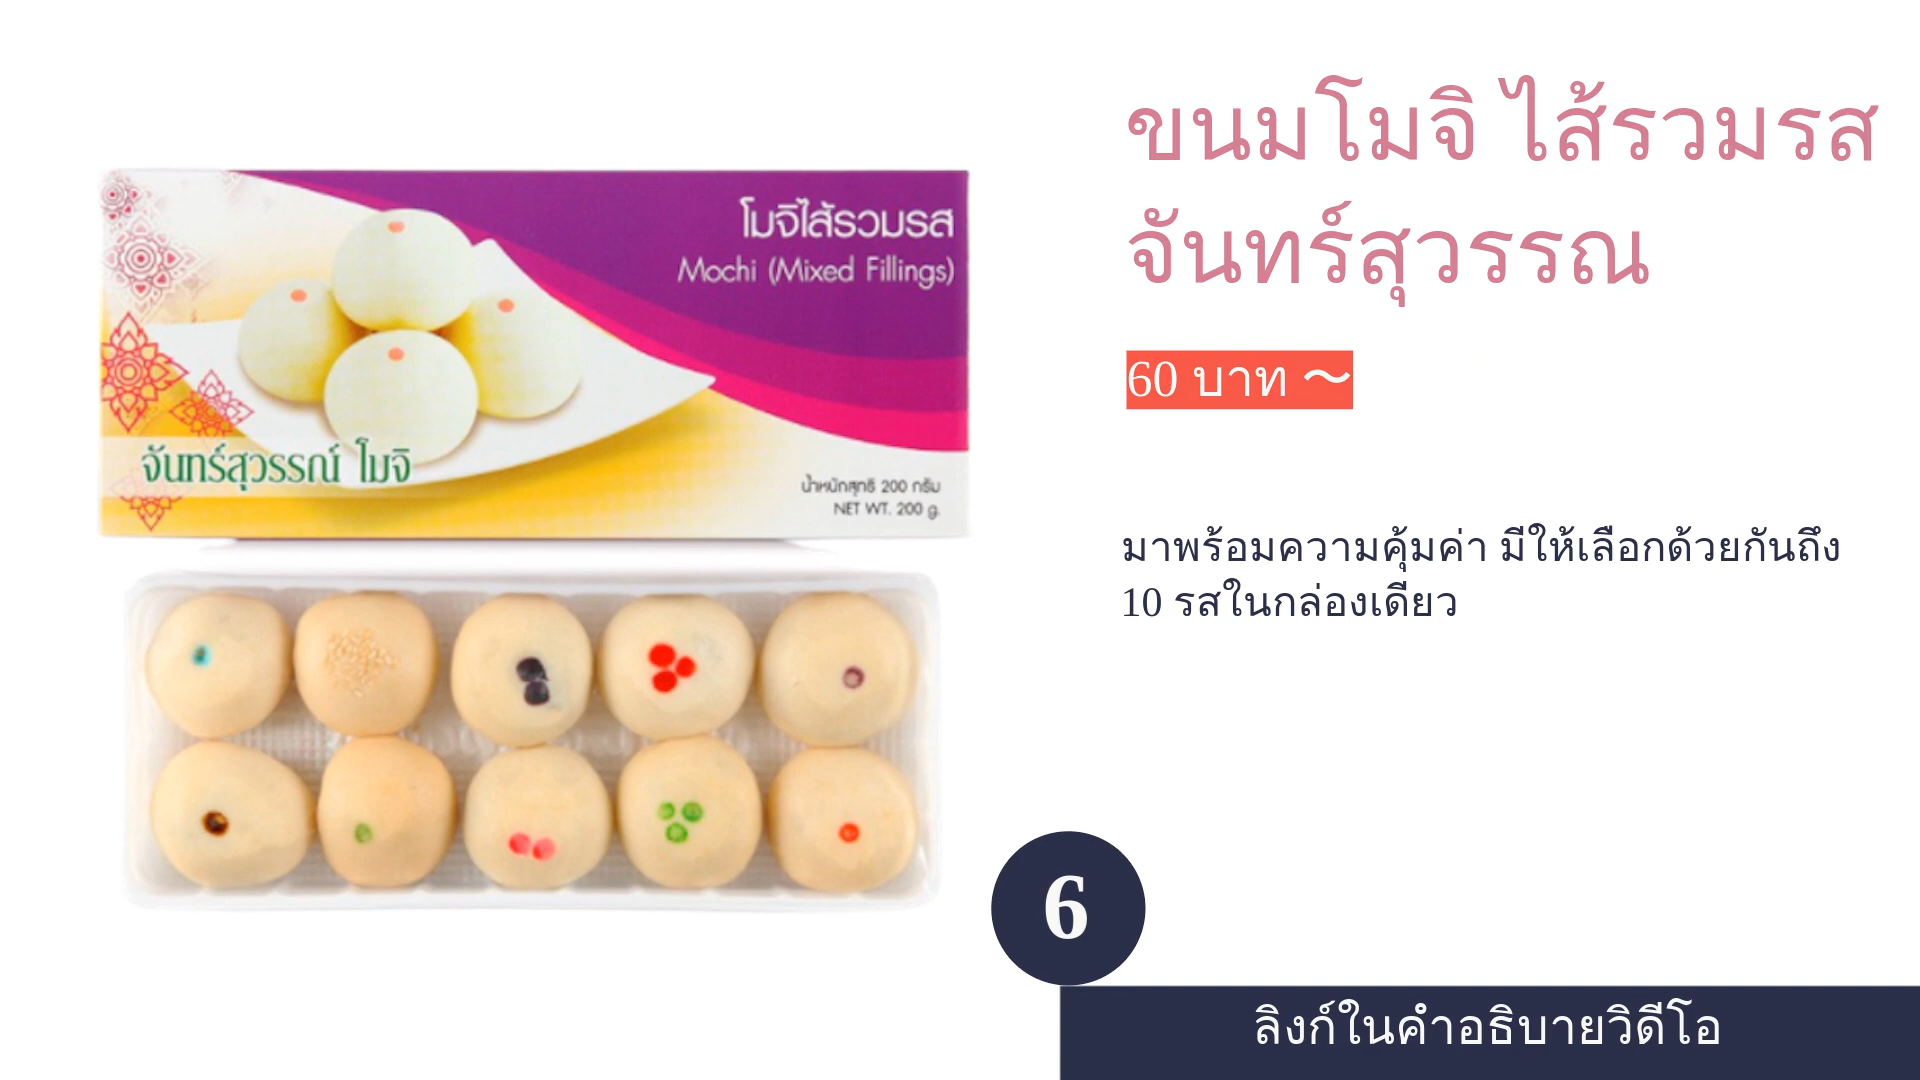 ขนมโมจิ ไส้รวมรส
จันทร์สุวรรณ
60 บาท ～
มาพร้อมความคุ้มค่า มีให้เลือกด้วยกันถึง
10 รสในกล่องเดียว
โมจิไส้รวมรส
Mochi (Mixed Fillings)
จันทร์สุวรรณ์ โมจิ
น้ำหนักสุทธิ 200 กรัม
NET WT. 200 g.
6
ลิงก์ในคำอธิบายวิดีโอ